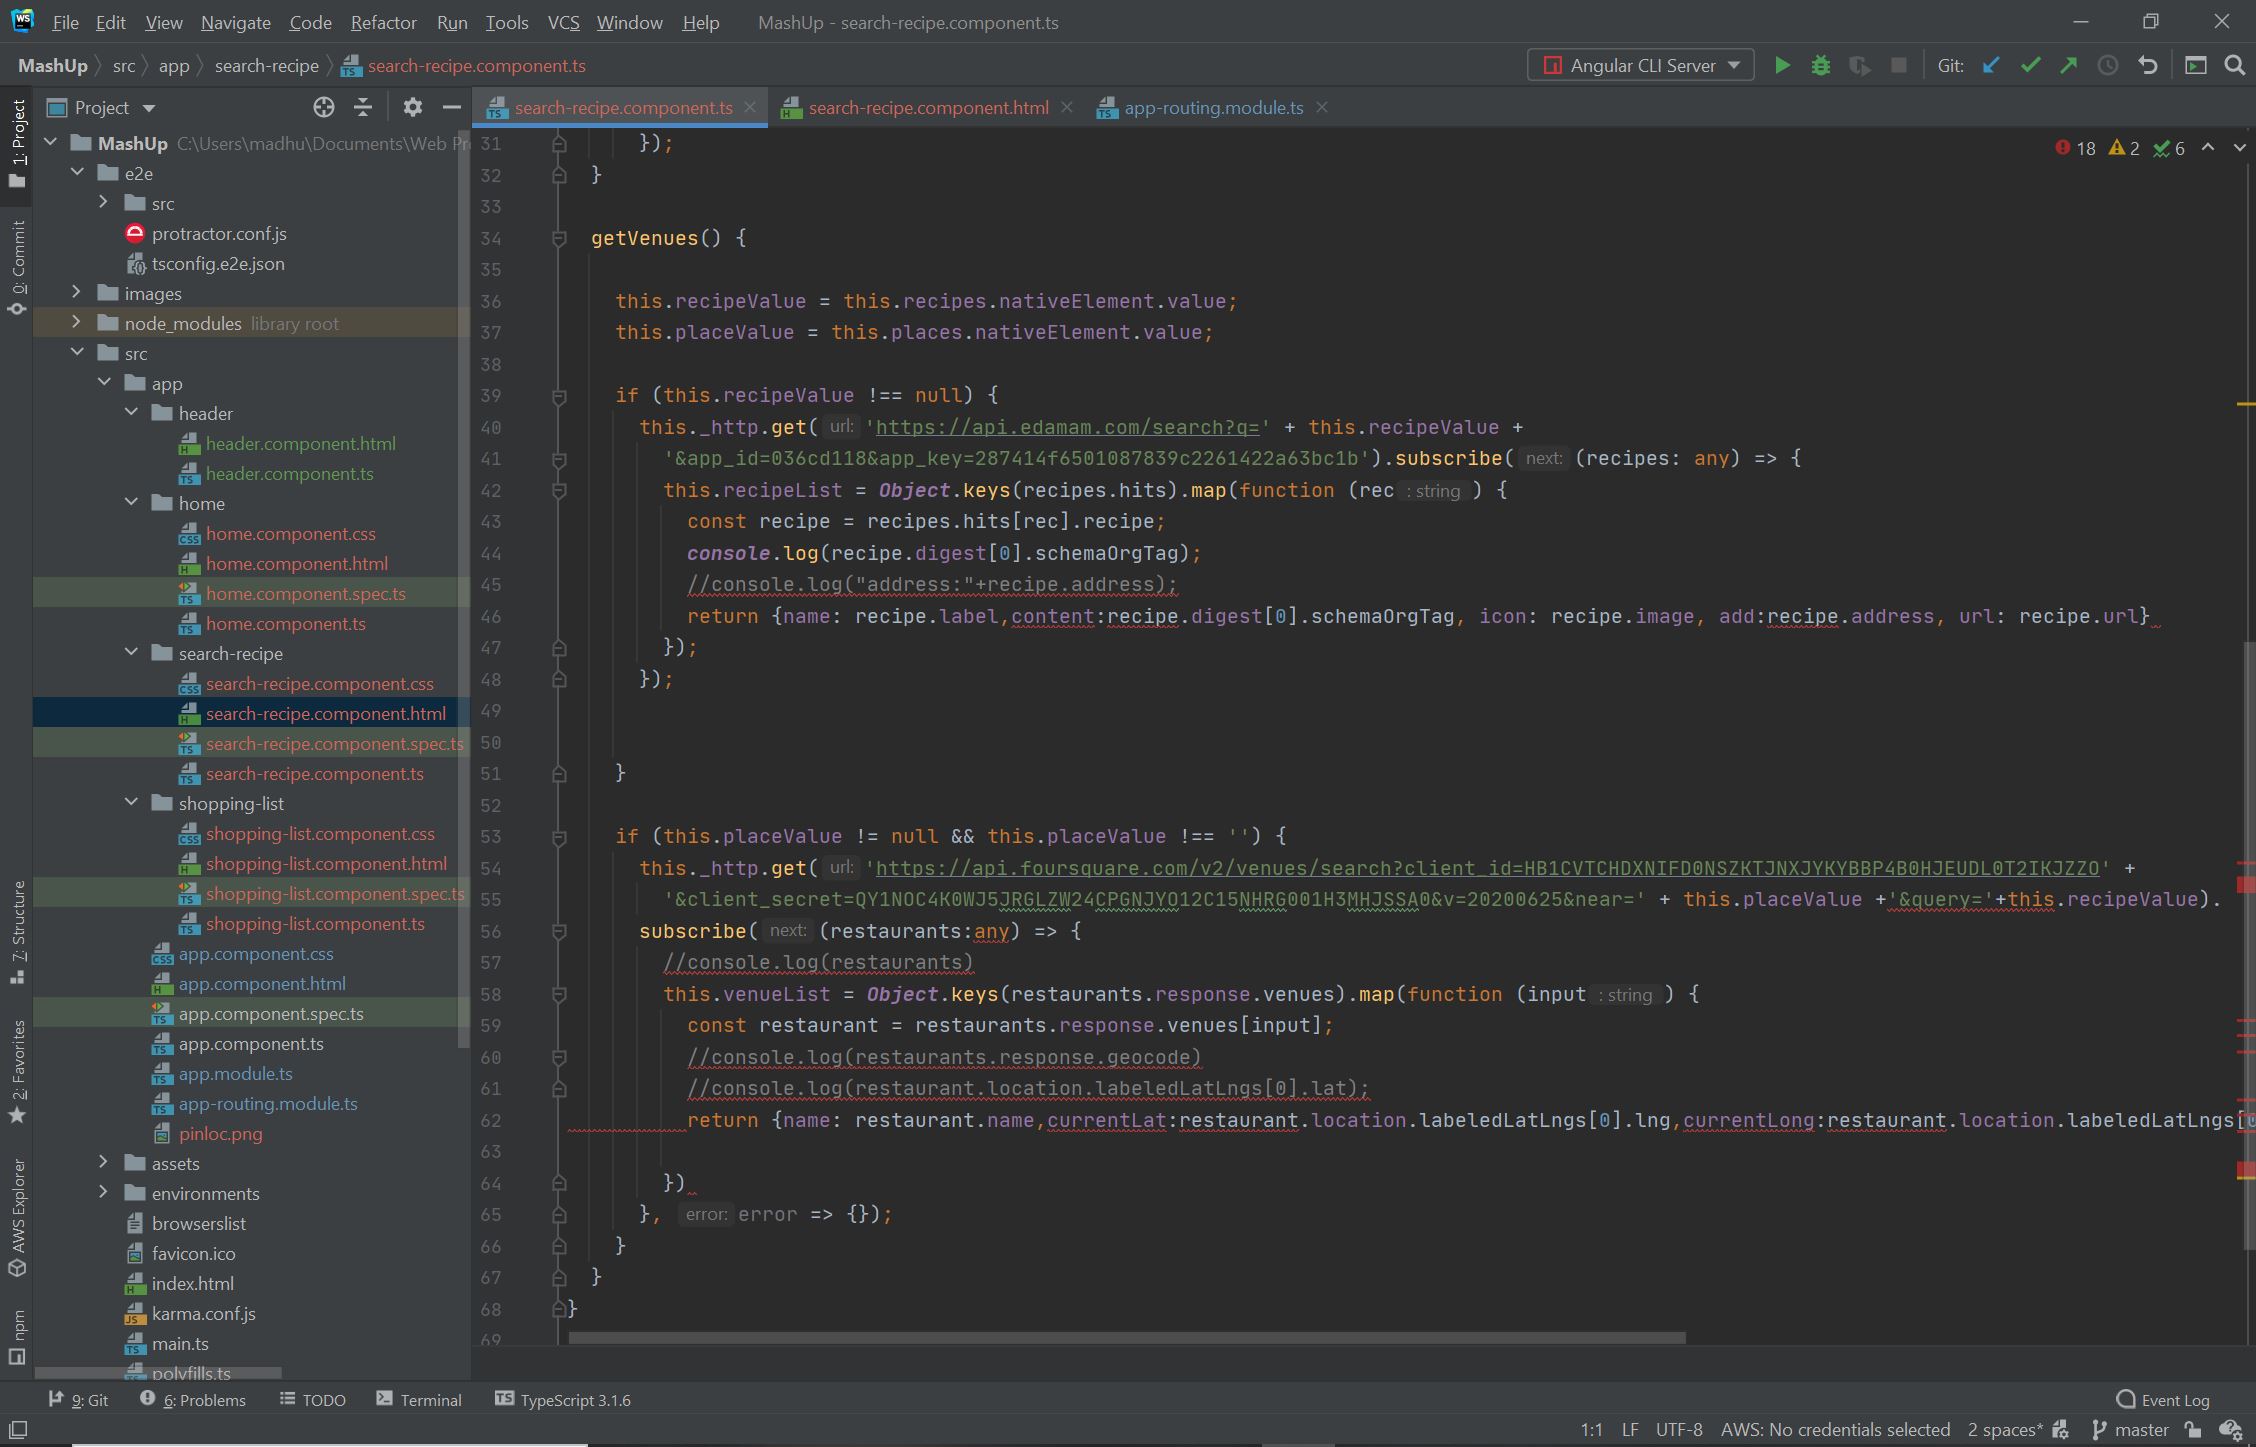 File Edit View Navigate Code Refactor Run Tools VCS Window Help MashUp - search-recipe.component.ts
MashUp src app search-recipe search-recipe.component.ts Angular CLI Server Git:
1: Project
0: Commit
7: Structure
2: Favorites
AWS Explorer
npm
Project
MashUp C:\Users\madhu\Documents\Web Pr
e2e
src
protractor.conf.js
tsconfig.e2e.json
images
node_modules library root
src
app
header
header.component.html
header.component.ts
home
home.component.css
home.component.html
home.component.spec.ts
home.component.ts
search-recipe
search-recipe.component.css
search-recipe.component.html
search-recipe.component.spec.ts
search-recipe.component.ts
shopping-list
shopping-list.component.css
shopping-list.component.html
shopping-list.component.spec.ts
shopping-list.component.ts
app.component.css
app.component.html
app.component.spec.ts
app.component.ts
app.module.ts
app-routing.module.ts
pinloc.png
assets
environments
browserslist
favicon.ico
index.html
karma.conf.js
main.ts
polyfills.ts
search-recipe.component.ts search-recipe.component.html app-routing.module.ts
18 2 6
31 });
32 }
33
34 getVenues() {
35
36 this.recipeValue = this.recipes.nativeElement.value;
37 this.placeValue = this.places.nativeElement.value;
38
39 if (this.recipeValue !== null) {
40 this._http.get( url: 'https://api.edamam.com/search?q=' + this.recipeValue +
41 '&app_id=036cd118&app_key=287414f6501087839c2261422a63bc1b').subscribe( next: (recipes: any) => {
42 this.recipeList = Object.keys(recipes.hits).map(function (rec : string ) {
43 const recipe = recipes.hits[rec].recipe;
44 console.log(recipe.digest[0].schemaOrgTag);
45 //console.log("address:"+recipe.address);
46 return {name: recipe.label,content:recipe.digest[0].schemaOrgTag, icon: recipe.image, add:recipe.address, url: recipe.url}
47 });
48 });
49
50
51 }
52
53 if (this.placeValue != null && this.placeValue !== '') {
54 this._http.get( url: 'https://api.foursquare.com/v2/venues/search?client_id=HB1CVTCHDXNIFD0NSZKTJNXJYKYBBP4B0HJEUDL0T2IKJZZO' +
55 '&client_secret=QY1NOC4K0WJ5JRGLZW24CPGNJYO12C15NHRG001H3MHJSSA0&v=20200625&near=' + this.placeValue +'&query='+this.recipeValue).
56 subscribe( next: (restaurants:any) => {
57 //console.log(restaurants)
58 this.venueList = Object.keys(restaurants.response.venues).map(function (input : string ) {
59 const restaurant = restaurants.response.venues[input];
60 //console.log(restaurants.response.geocode)
61 //console.log(restaurant.location.labeledLatLngs[0].lat);
62 return {name: restaurant.name,currentLat:restaurant.location.labeledLatLngs[0].lng,currentLong:restaurant.location.labeledLatLngs[0
63
64 })
65 }, error: error => {});
66 }
67 }
68 }
69
9: Git 6: Problems TODO Terminal TypeScript 3.1.6 Event Log
1:1 LF UTF-8 AWS: No credentials selected 2 spaces* master